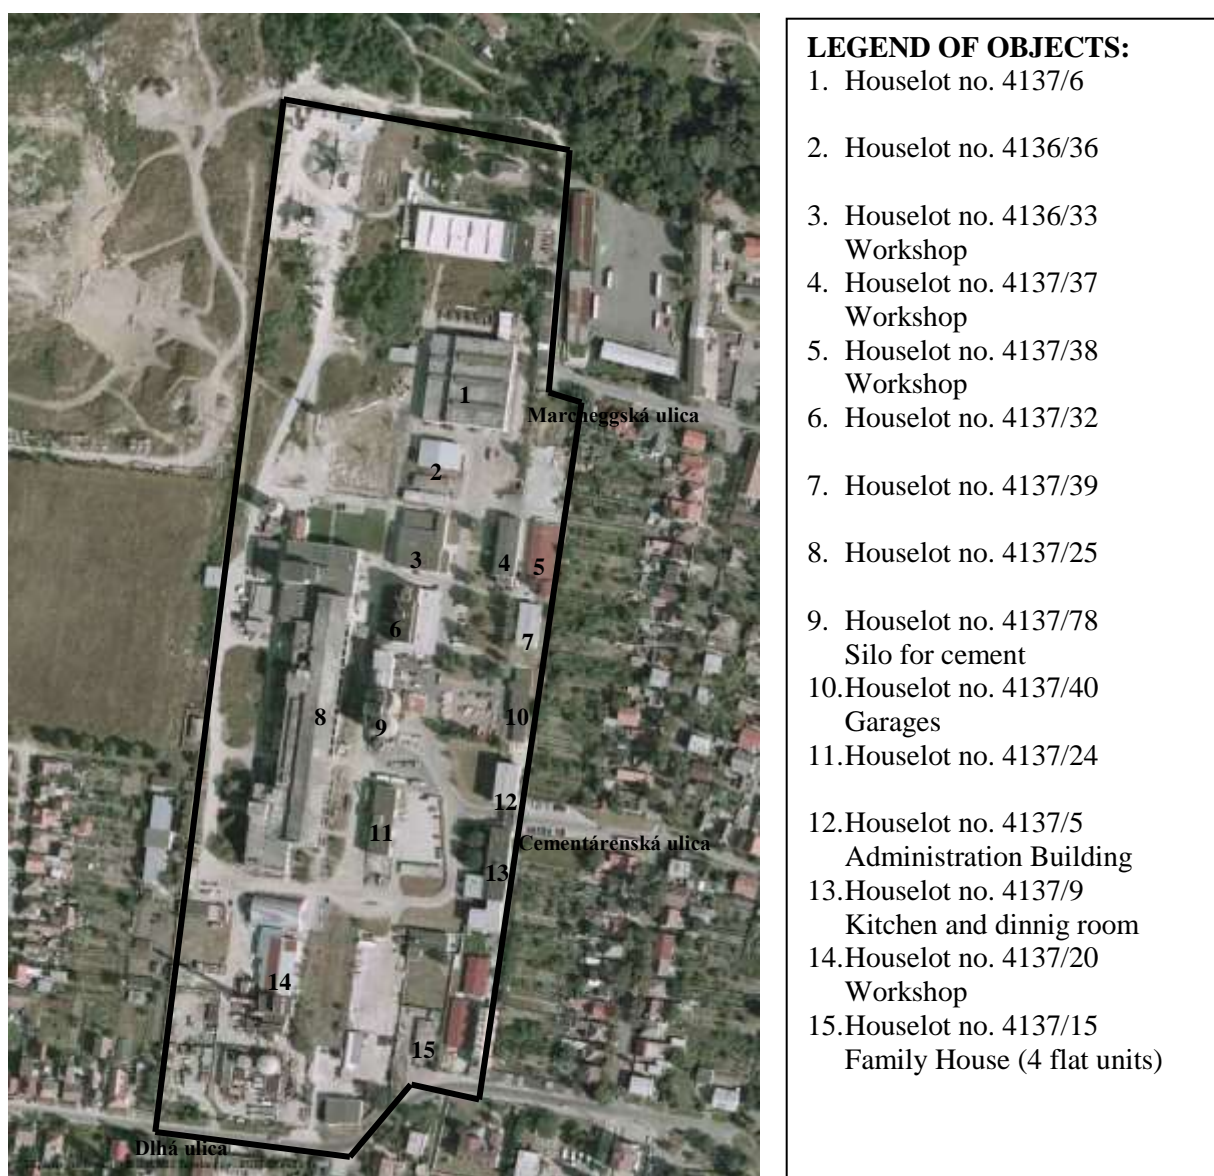 LEGEND OF OBJECTS:
1. Houselot no. 4137/6
2. Houselot no. 4136/36
3. Houselot no. 4136/33
Workshop
4. Houselot no. 4137/37
Workshop
5. Houselot no. 4137/38
Workshop
6. Houselot no. 4137/32
7. Houselot no. 4137/39
8. Houselot no. 4137/25
9. Houselot no. 4137/78
Silo for cement
10.Houselot no. 4137/40
Garages
11.Houselot no. 4137/24
12.Houselot no. 4137/5
Administration Building
13.Houselot no. 4137/9
Kitchen and dinnig room
14.Houselot no. 4137/20
Workshop
15.Houselot no. 4137/15
Family House (4 flat units)
1
Marcheggská ulica
2
3
4
5
6
7
8
9
10
12
11
Cementárenská ulica
13
14
15
Dlhá ulica